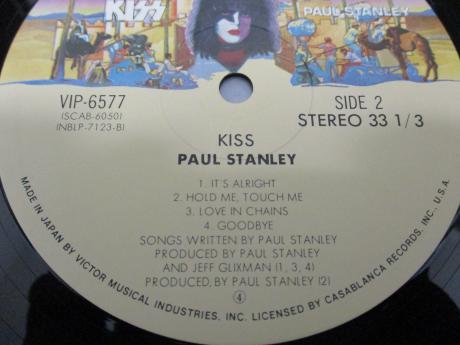 KISS
PAUL STANLEY
VIP-6577
(SCAB-6050)
(NBLP-7123-B)
SIDE 2
STEREO 33 1/3
KISS
PAUL STANLEY
1. IT'S ALRIGHT
2. HOLD ME, TOUCH ME
3. LOVE IN CHAINS
4. GOODBYE
SONGS WRITTEN BY PAUL STANLEY
PRODUCED BY PAUL STANLEY
AND JEFF GLIXMAN (1, 3, 4)
PRODUCED, BY PAUL STANLEY (2)
4
MADE IN JAPAN BY VICTOR MUSICAL INDUSTRIES, INC. LICENSED BY CASABLANCA RECORDS, INC., U.S.A.